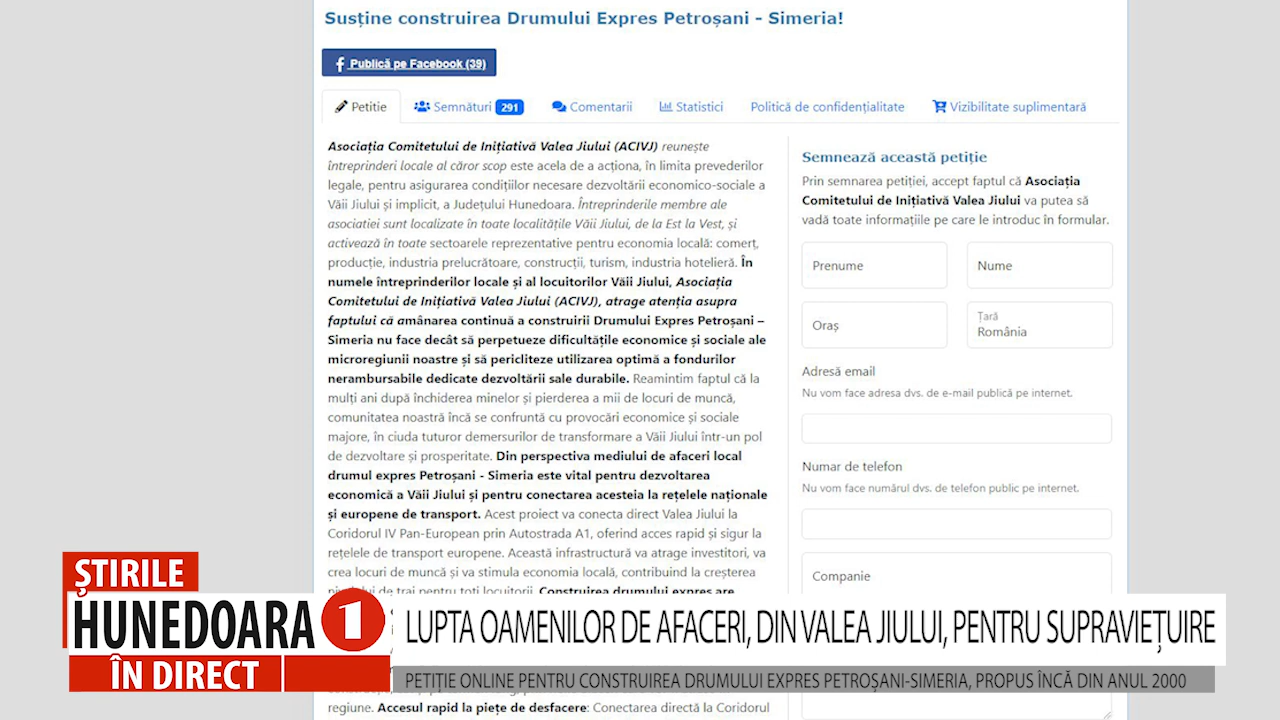 Susține construirea Drumului Expres Petroșani - Simeria!
Publică pe Facebook (39)
Petitie Semnături 291 Comentarii Statistici Politică de confidențialitate Vizibilitate suplimentară
Asociația Comitetului de Inițiativă Valea Jiului (ACIVJ) reunește
întreprinderi locale al căror scop este acela de a acționa, în limita prevederilor
legale, pentru asigurarea condițiilor necesare dezvoltării economico-sociale a
Văii Jiului și implicit, a Județului Hunedoara. Întreprinderile membre ale
asociatiei sunt localizate în toate localitățile Văii Jiului, de la Est la Vest, și
activează în toate sectoarele reprezentative pentru economia locală: comerț,
producție, industria prelucrătoare, construcții, turism, industria hotelieră. În
numele întreprinderilor locale și al locuitorilor Văii Jiului, Asociația
Comitetului de Inițiativă Valea Jiului (ACIVJ), atrage atenția asupra
faptului că amânarea continuă a construirii Drumului Expres Petroșani –
Simeria nu face decât să perpetueze dificultățile economice și sociale ale
microregiunii noastre și să pericliteze utilizarea optimă a fondurilor
nerambursabile dedicate dezvoltării sale durabile. Reamintim faptul că la
mulți ani după închiderea minelor și pierderea a mii de locuri de muncă,
comunitatea noastră încă se confruntă cu provocări economice și sociale
majore, în ciuda tuturor demersurilor de transformare a Văii Jiului într-un pol
de dezvoltare și prosperitate. Din perspectiva mediului de afaceri local
drumul expres Petroșani - Simeria este vital pentru dezvoltarea
economică a Văii Jiului și pentru conectarea acesteia la rețelele naționale
și europene de transport. Acest proiect va conecta direct Valea Jiului la
Coridorul IV Pan-European prin Autostrada A1, oferind acces rapid și sigur la
rețelele de transport europene. Această infrastructură va atrage investitori, va
crea locuri de muncă și va stimula economia locală, contribuind la creșterea
nivelului de trai pentru toți locuitorii. Construirea drumului expres are
regiune. Accesul rapid la piețe de desfacere: Conectarea directă la Coridorul
Semnează această petiție
Prin semnarea petiției, accept faptul că Asociația
Comitetului de Inițiativă Valea Jiului va putea să
vadă toate informațiile pe care le introduc în formular.
Prenume Nume
Oraș Țară
România
Adresă email
Nu vom face adresa dvs. de e-mail publică pe internet.
Numar de telefon
Nu vom face numărul dvs. de telefon public pe internet.
Companie
ȘTIRILE
HUNEDOARA 1
ÎN DIRECT
LUPTA OAMENILOR DE AFACERI, DIN VALEA JIULUI, PENTRU SUPRAVIEȚUIRE
PETIȚIE ONLINE PENTRU CONSTRUIREA DRUMULUI EXPRES PETROȘANI-SIMERIA, PROPUS ÎNCĂ DIN ANUL 2000